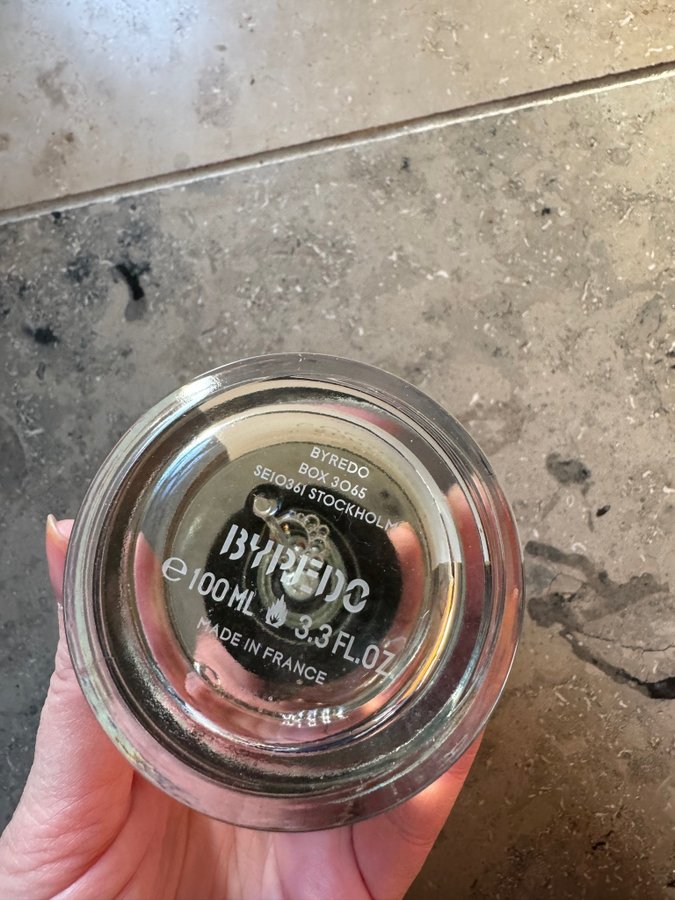 BYREDO
BOX 3065
SE10361 STOCKHOLM
BYREDO
℮ 100 ML 3.3 FL.OZ
MADE IN FRANCE